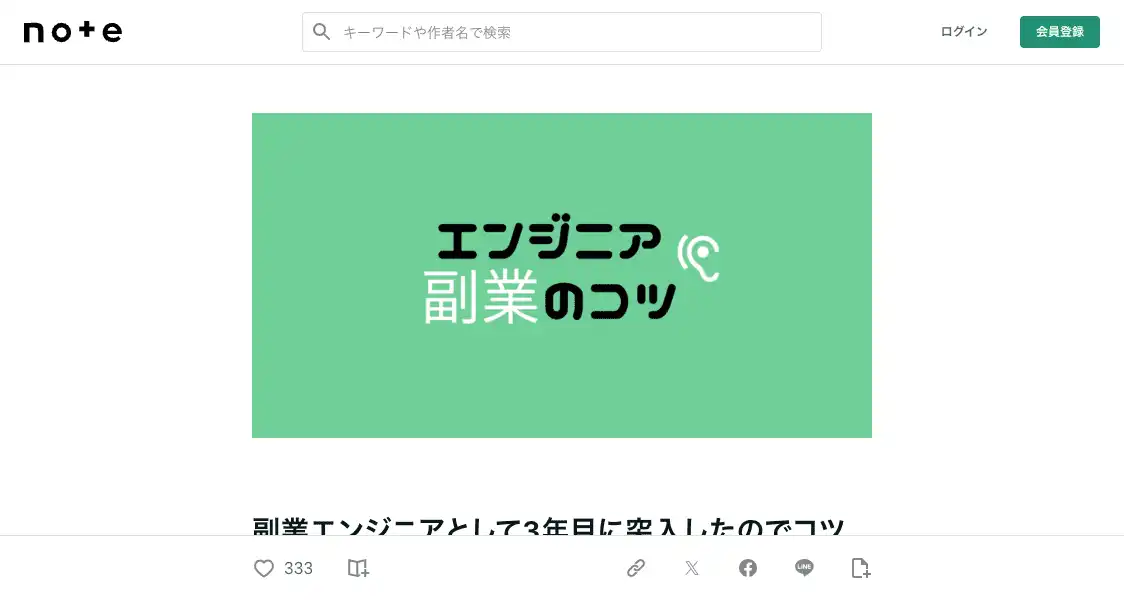 note
キーワードや作者名で検索
ログイン
会員登録
エンジニア
副業のコツ
副業エンジニアとして3年目に突入したのでコツ
333
LINE